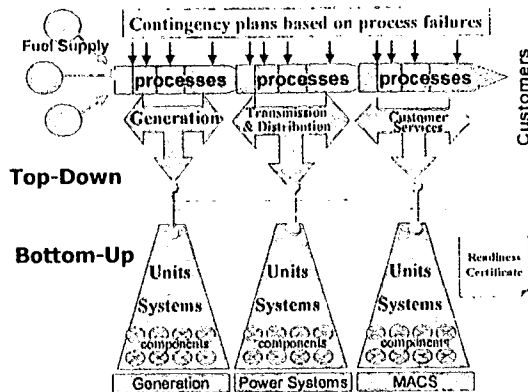 Contingency plans based on process failures
Fuel Supply
processes processes processes
Customers
Generation Transmission & Distribution Customer Services
Top-Down
Bottom-Up
Units Units Units
Systems Systems Systems
components components components
Readiness
Certificate
Generation Power Systems MACS